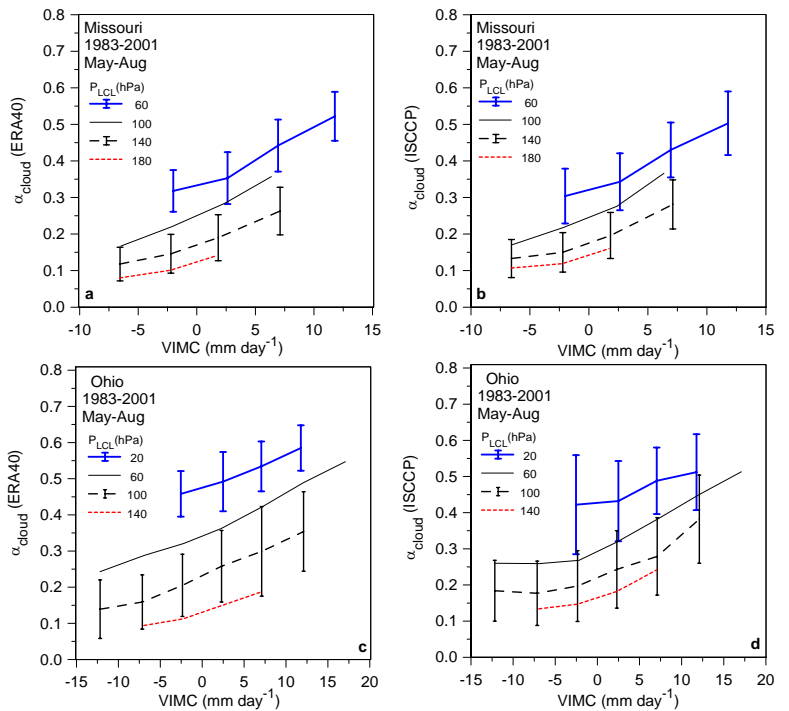 Missouri
1983-2001
May-Aug
P_LCL(hPa)
60
100
140
180
α_cloud (ERA40)
0.8
0.7
0.6
0.5
0.4
0.3
0.2
0.1
0.0
a
-10 -5 0 5 10 15
VIMC (mm day⁻¹)
Missouri
1983-2001
May-Aug
P_LCL(hPa)
60
100
140
180
α_cloud (ISCCP)
0.8
0.7
0.6
0.5
0.4
0.3
0.2
0.1
0.0
b
-10 -5 0 5 10 15
VIMC (mm day⁻¹)
Ohio
1983-2001
May-Aug
P_LCL(hPa)
20
60
100
140
α_cloud (ERA40)
0.8
0.7
0.6
0.5
0.4
0.3
0.2
0.1
0.0
c
-15 -10 -5 0 5 10 15 20
VIMC (mm day⁻¹)
Ohio
1983-2001
May-Aug
P_LCL(hPa)
20
60
100
140
α_cloud (ISCCP)
0.8
0.7
0.6
0.5
0.4
0.3
0.2
0.1
0.0
d
-15 -10 -5 0 5 10 15 20
VIMC (mm day⁻¹)